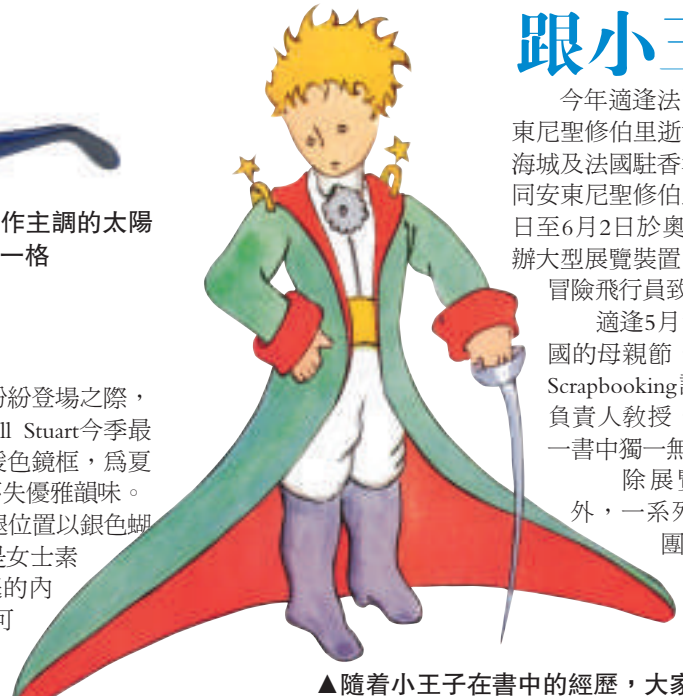 作主調的太陽
一格
紛紛登場之際，
ll Stuart今季最
色鏡框，爲夏
失優雅韻味。
腿位置以銀色蝴
是女士素
的內
可
跟小王
今年適逢法
東尼聖修伯里逝
海城及法國駐香
同安東尼聖修伯
日至6月2日於奧
辦大型展覽裝置
冒險飛行員致
適逢5月
國的母親節
Scrapbooking
負責人教授
一書中獨一無
除展覽
外，一系列
團
▲隨着小王子在書中的經歷，大家